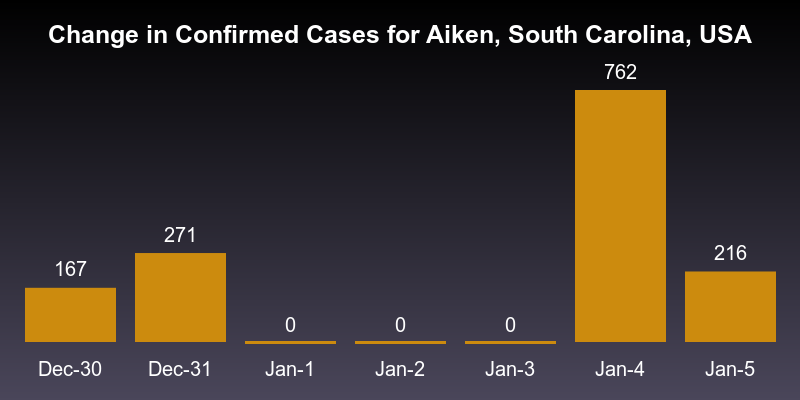 Change in Confirmed Cases for Aiken, South Carolina, USA
762
271
216
167
0 0 0
Dec-30 Dec-31 Jan-1 Jan-2 Jan-3 Jan-4 Jan-5